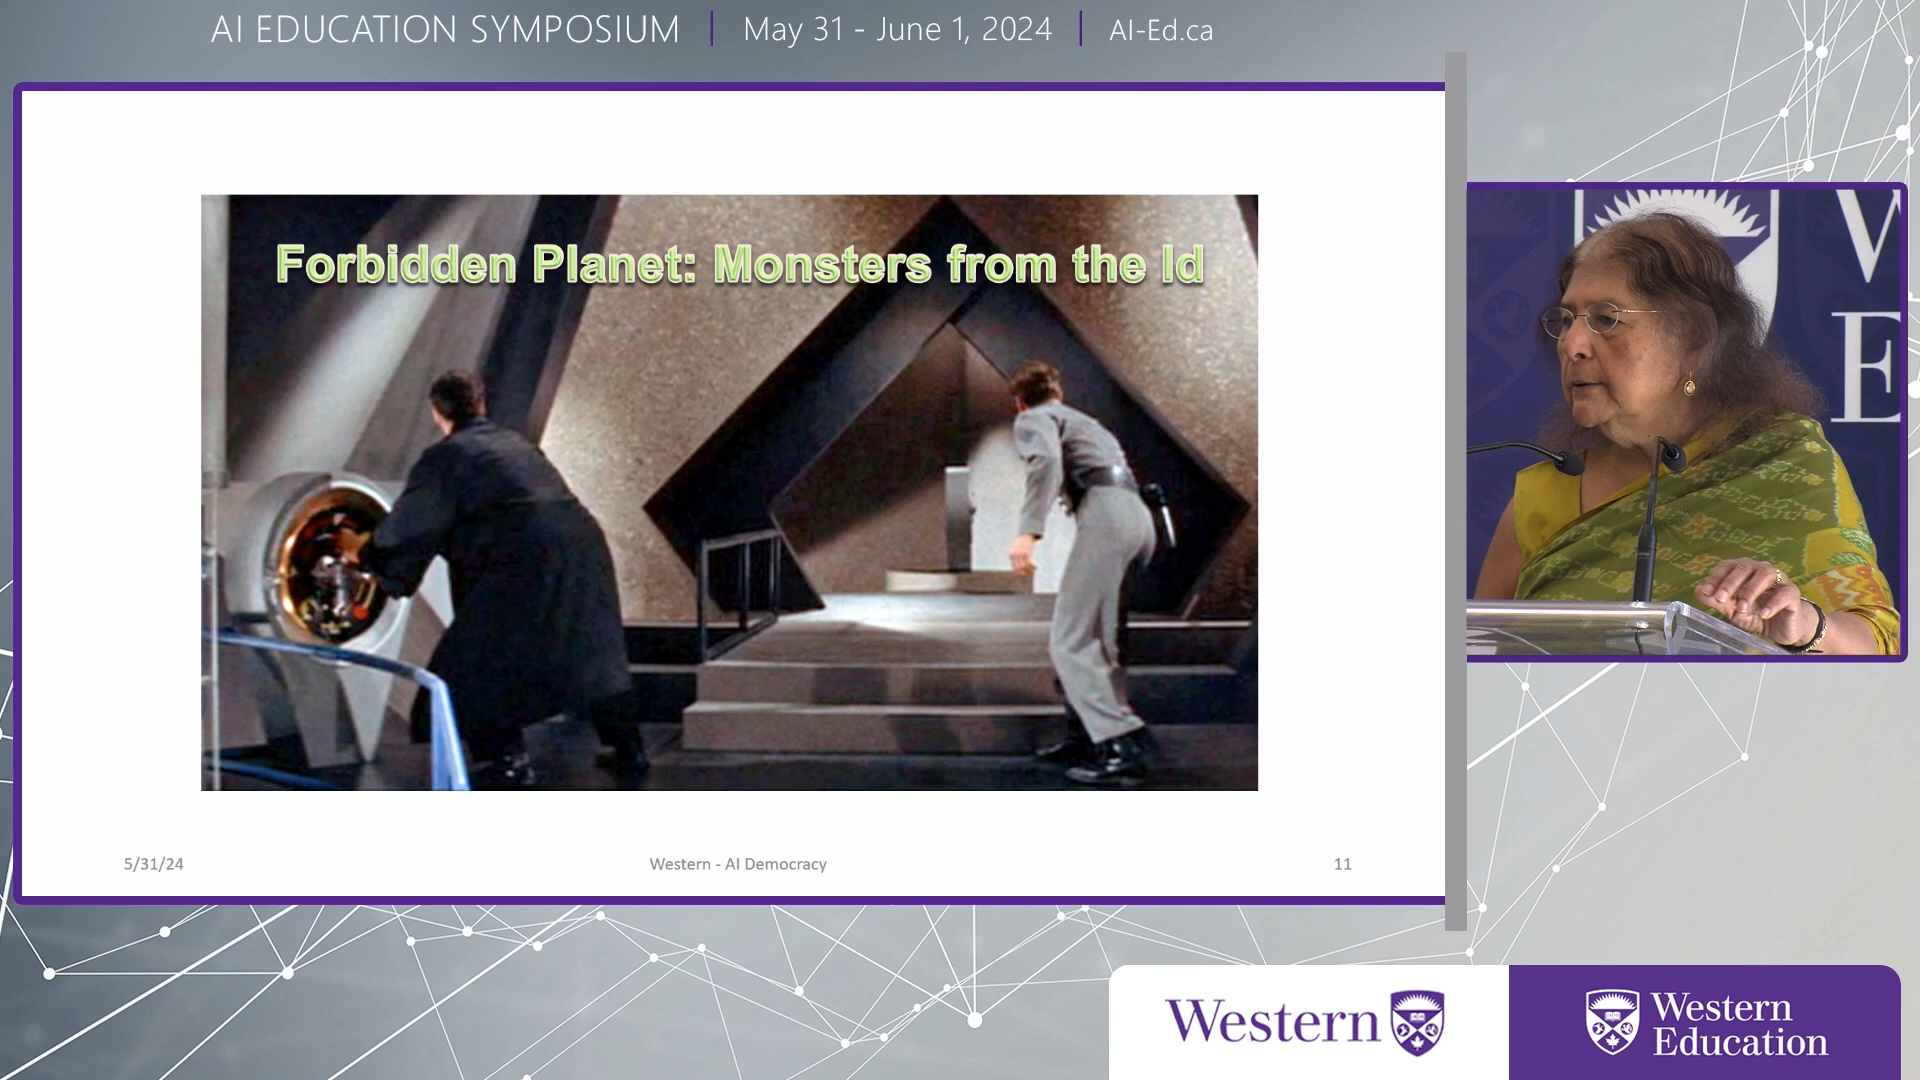 AI EDUCATION SYMPOSIUM | May 31 - June 1, 2024 | AI-Ed.ca
Forbidden Planet: Monsters from the Id
5/31/24 Western - AI Democracy 11
W
E
Western
Western
Education